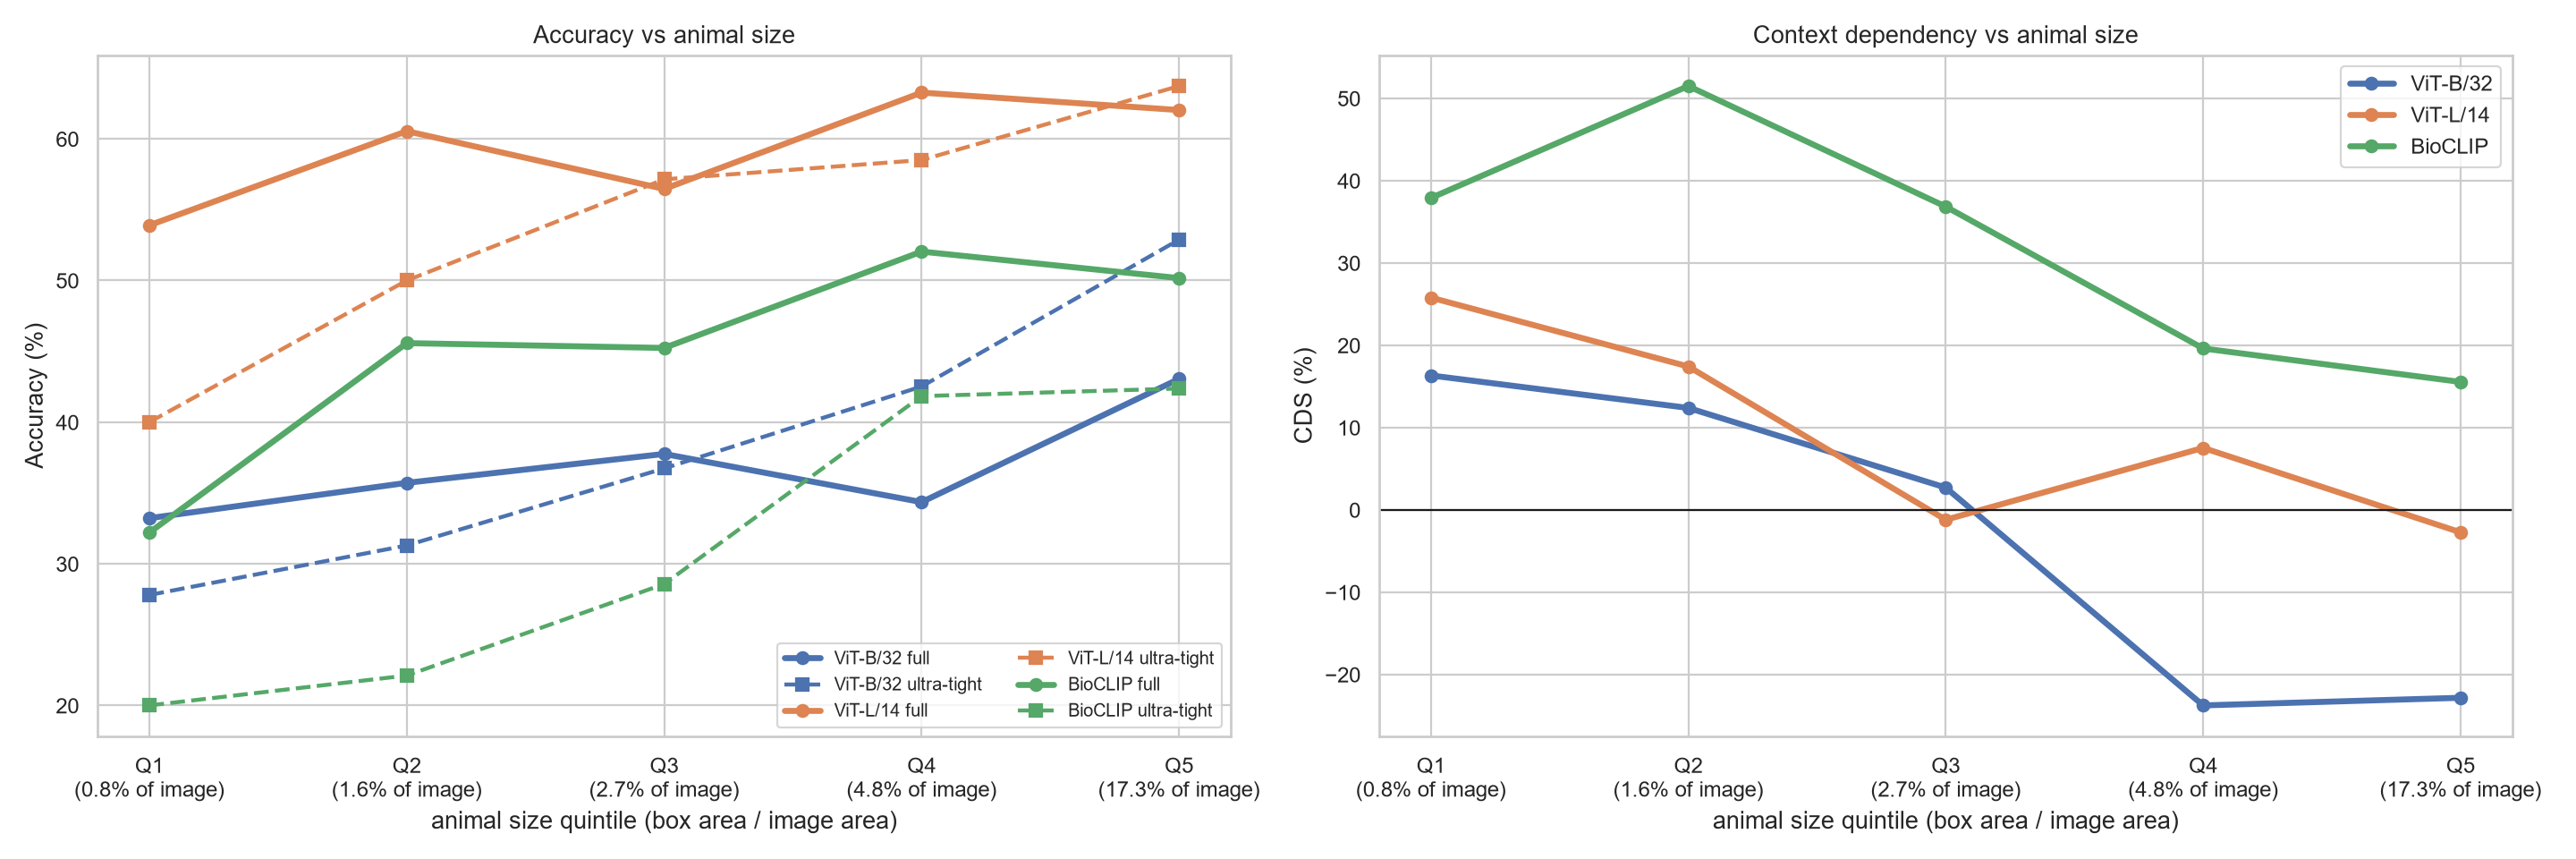 Accuracy vs animal size
Accuracy (%)
60
50
40
30
20
ViT-B/32 full
ViT-B/32 ultra-tight
ViT-L/14 full
ViT-L/14 ultra-tight
BioCLIP full
BioCLIP ultra-tight
Q1 Q2 Q3 Q4 Q5
(0.8% of image) (1.6% of image) (2.7% of image) (4.8% of image) (17.3% of image)
animal size quintile (box area / image area)
Context dependency vs animal size
CDS (%)
50
40
30
20
10
0
−10
−20
ViT-B/32
ViT-L/14
BioCLIP
Q1 Q2 Q3 Q4 Q5
(0.8% of image) (1.6% of image) (2.7% of image) (4.8% of image) (17.3% of image)
animal size quintile (box area / image area)